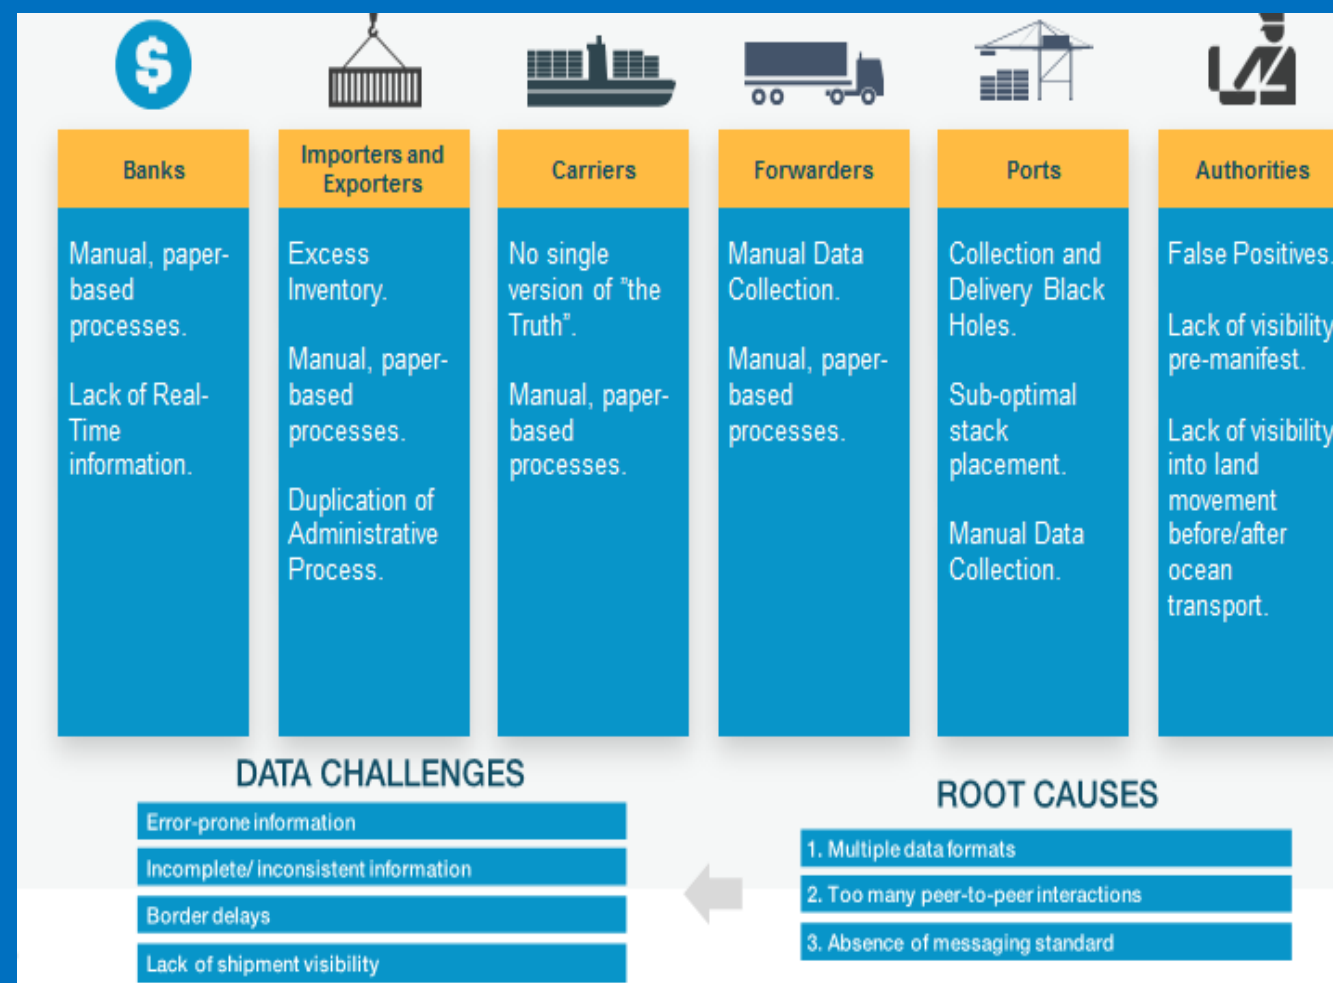 $
Banks
Manual, paper-
based
processes.
Lack of Real-
Time
information.
Importers and
Exporters
Excess
Inventory.
Manual, paper-
based
processes.
Duplication of
Administrative
Process.
Carriers
No single
version of ”the
Truth”.
Manual, paper-
based
processes.
Forwarders
Manual Data
Collection.
Manual, paper-
based
processes.
Ports
Collection and
Delivery Black
Holes.
Sub-optimal
stack
placement.
Manual Data
Collection.
Authorities
False Positives.
Lack of visibility
pre-manifest.
Lack of visibility
into land
movement
before/after
ocean
transport.
DATA CHALLENGES
Error-prone information
Incomplete/ inconsistent information
Border delays
Lack of shipment visibility
ROOT CAUSES
1. Multiple data formats
2. Too many peer-to-peer interactions
3. Absence of messaging standard